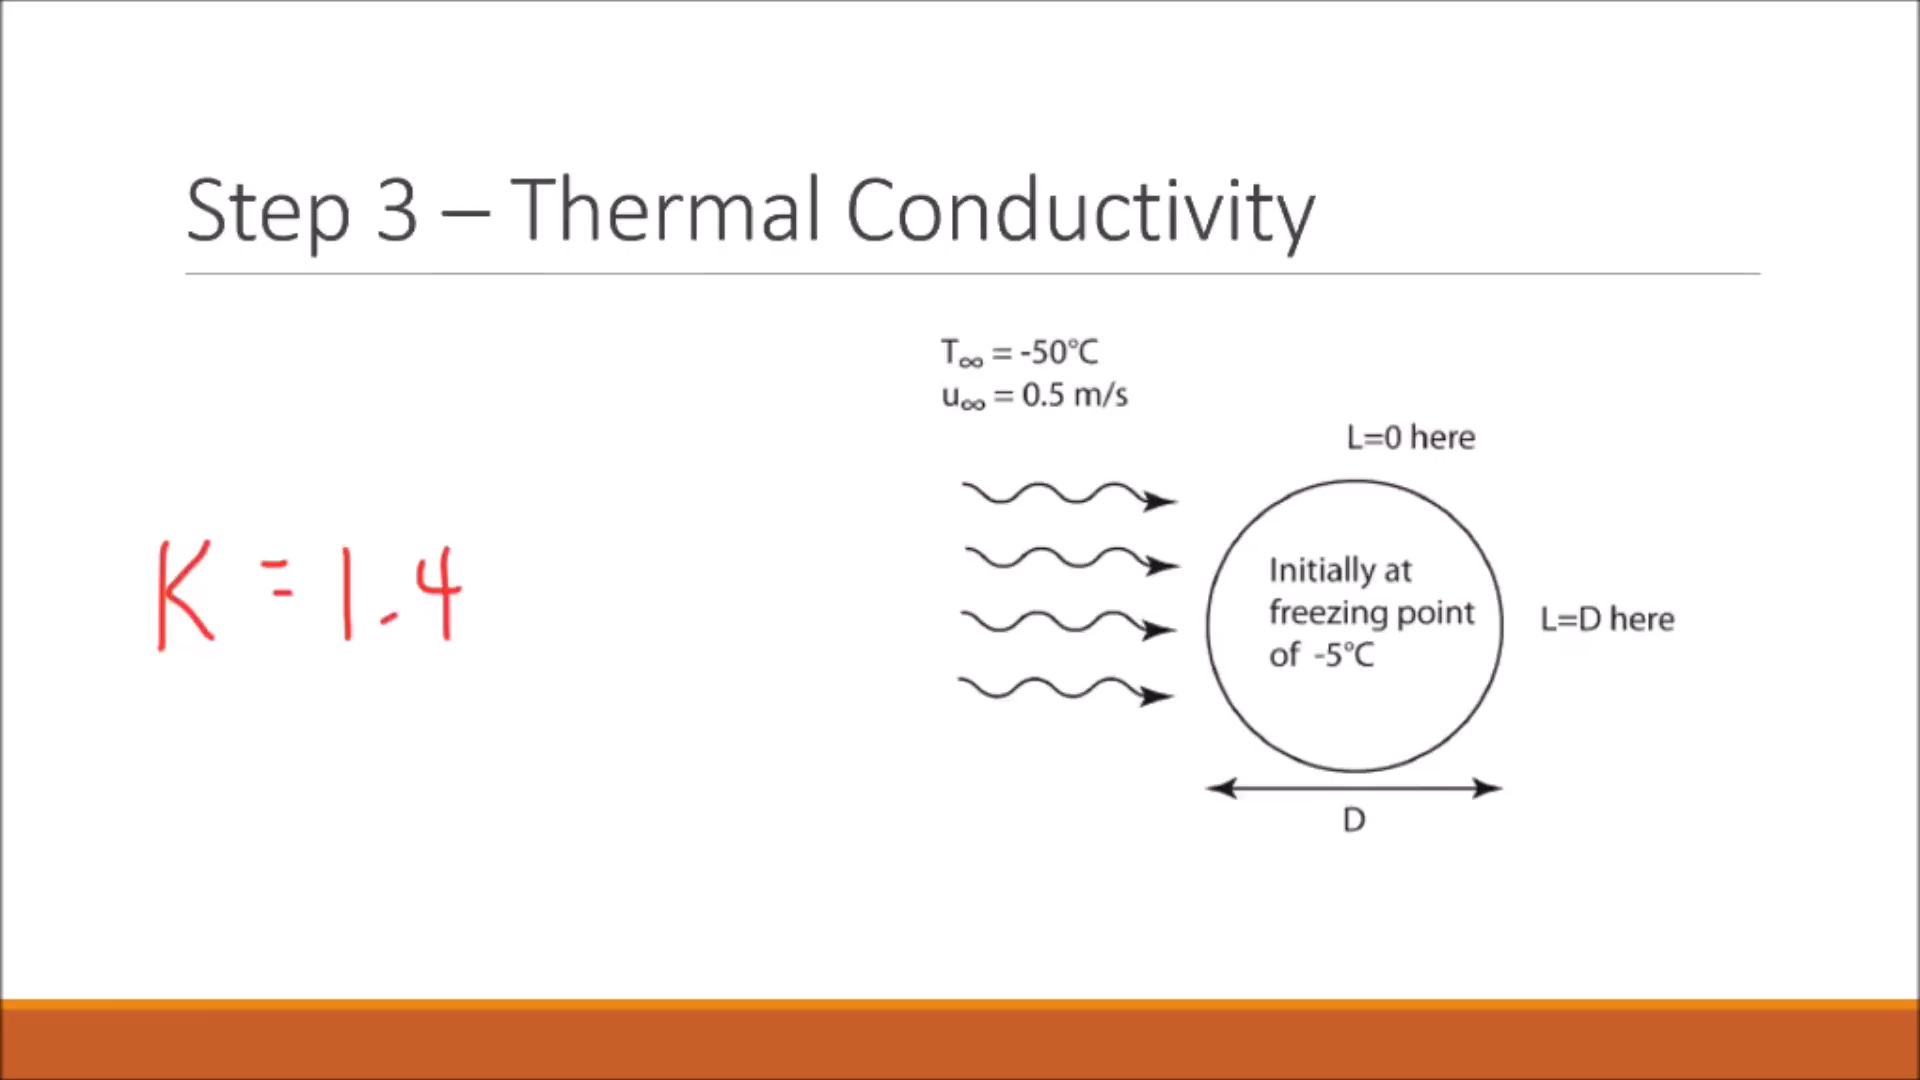 Step 3 – Thermal Conductivity
T∞ = -50°C
u∞ = 0.5 m/s
L=0 here
K = 1.4
Initially at
freezing point
of -5°C
L=D here
D